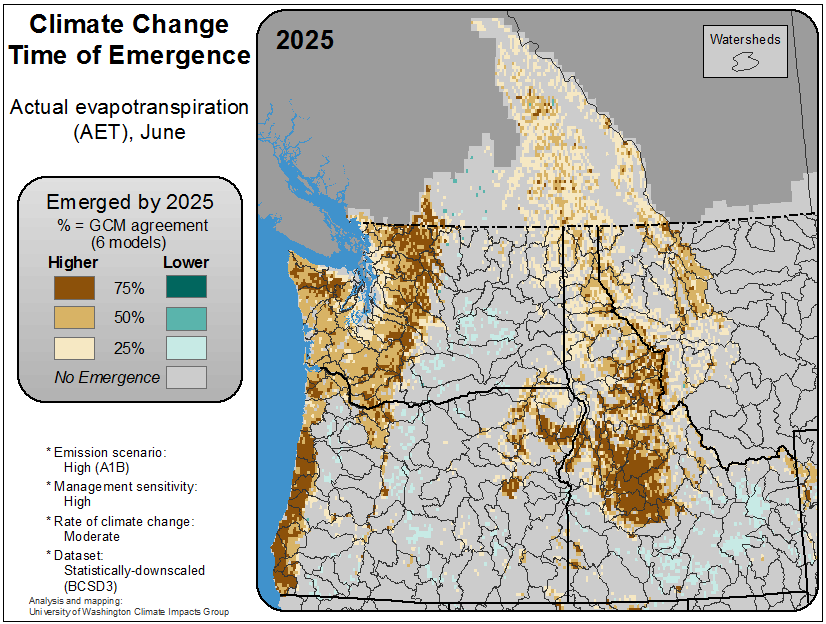 Climate Change
Time of Emergence
Actual evapotranspiration
(AET), June
Emerged by 2025
% = GCM agreement
(6 models)
Higher Lower
75%
50%
25%
No Emergence
* Emission scenario:
High (A1B)
* Management sensitivity:
High
* Rate of climate change:
Moderate
* Dataset:
Statistically-downscaled
(BCSD3)
Analysis and mapping:
University of Washington Climate Impacts Group
2025
Watersheds